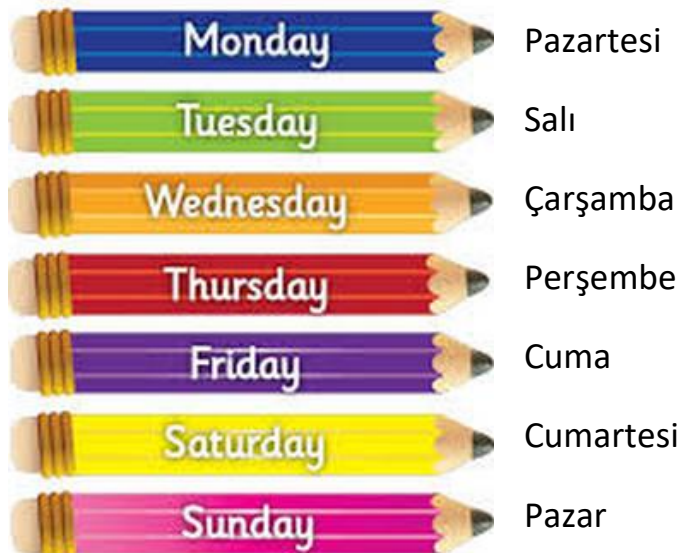 Monday Pazartesi
Tuesday Salı
Wednesday Çarşamba
Thursday Perşembe
Friday Cuma
Saturday Cumartesi
Sunday Pazar